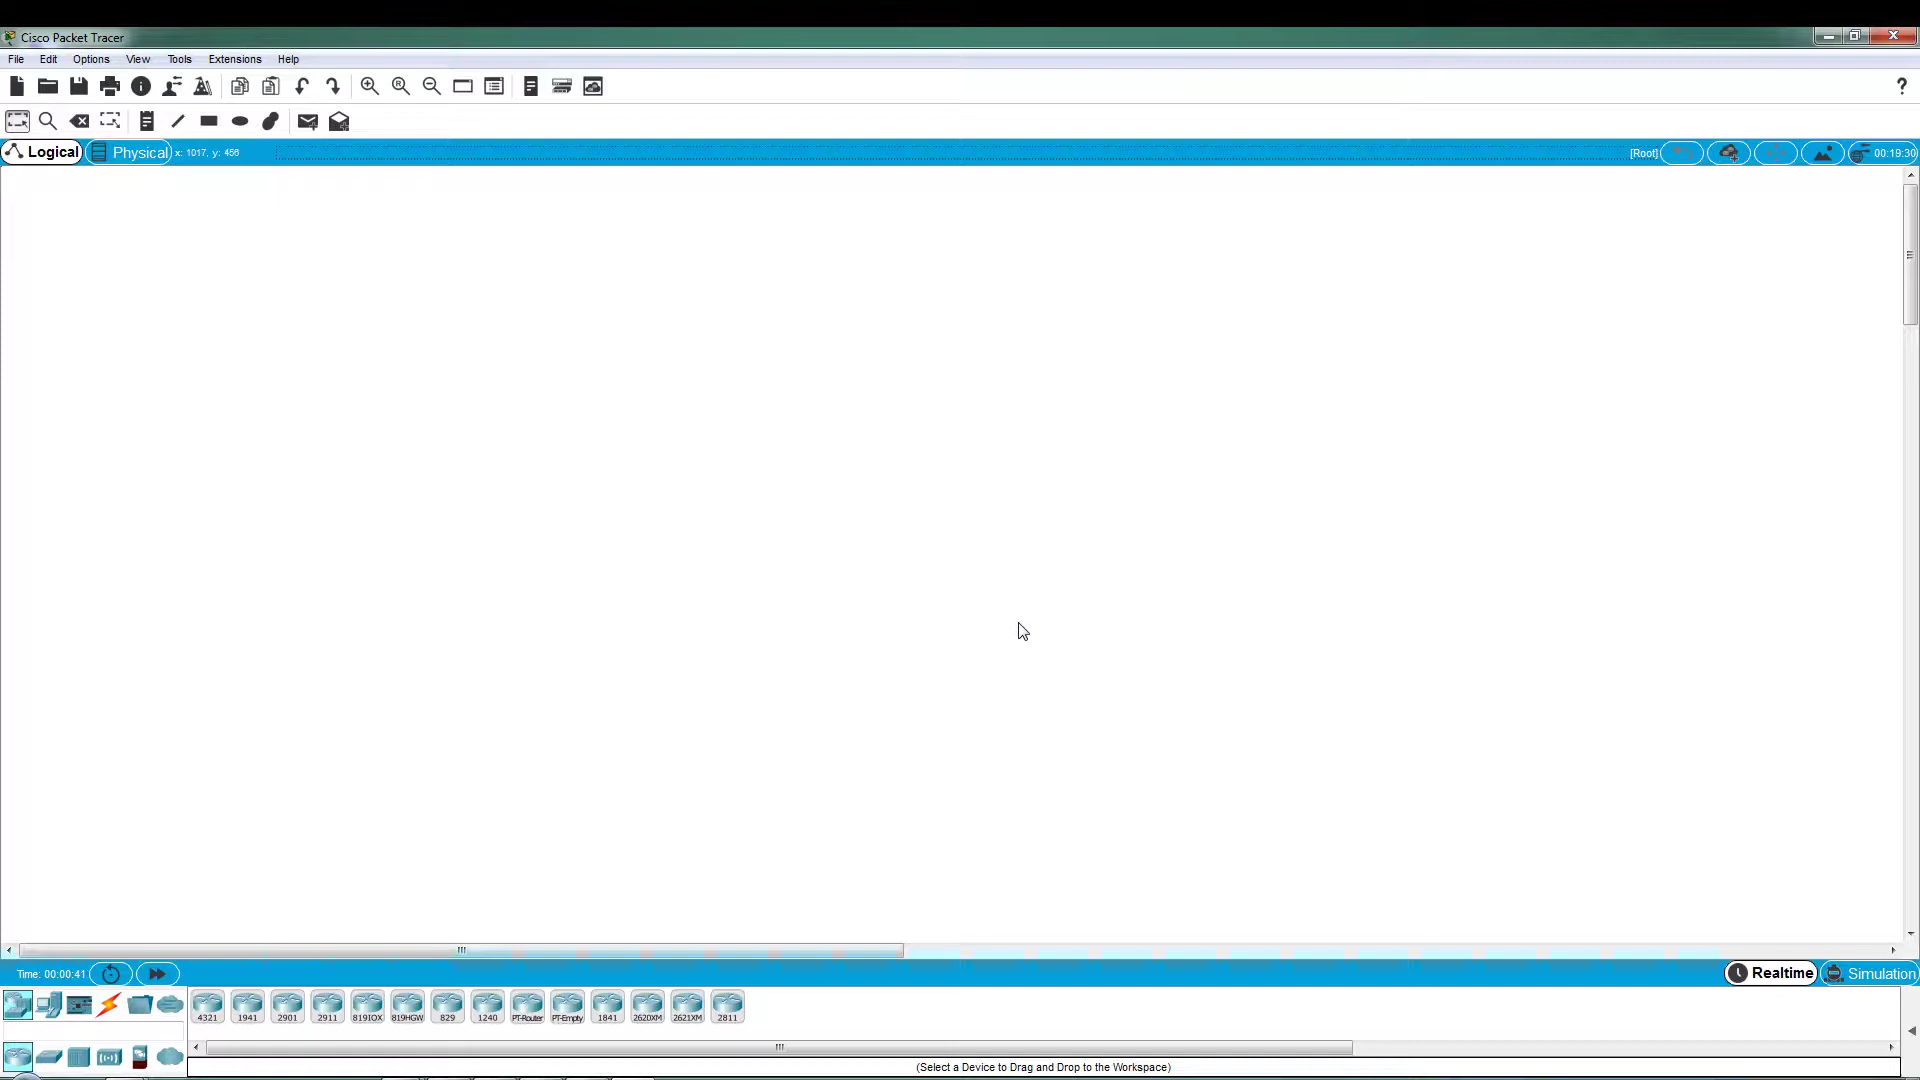 Cisco Packet Tracer
File Edit Options View Tools Extensions Help
?
Logical Physical x: 1017, y: 456 [Root] 00:19:30
Time: 00:00:41 Realtime Simulation
4321 1941 2901 2911 819IOX 819HGW 829 1240 PT-Router PT-Empty 1841 2620XM 2621XM 2811
(Select a Device to Drag and Drop to the Workspace)